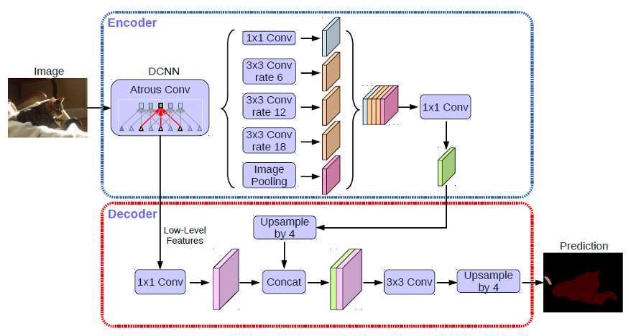 Encoder
Image
DCNN
Atrous Conv
1x1 Conv
3x3 Conv
rate 6
3x3 Conv
rate 12
3x3 Conv
rate 18
Image
Pooling
1x1 Conv
Decoder
Low-Level
Features
Upsample
by 4
1x1 Conv
Concat
3x3 Conv
Upsample
by 4
Prediction